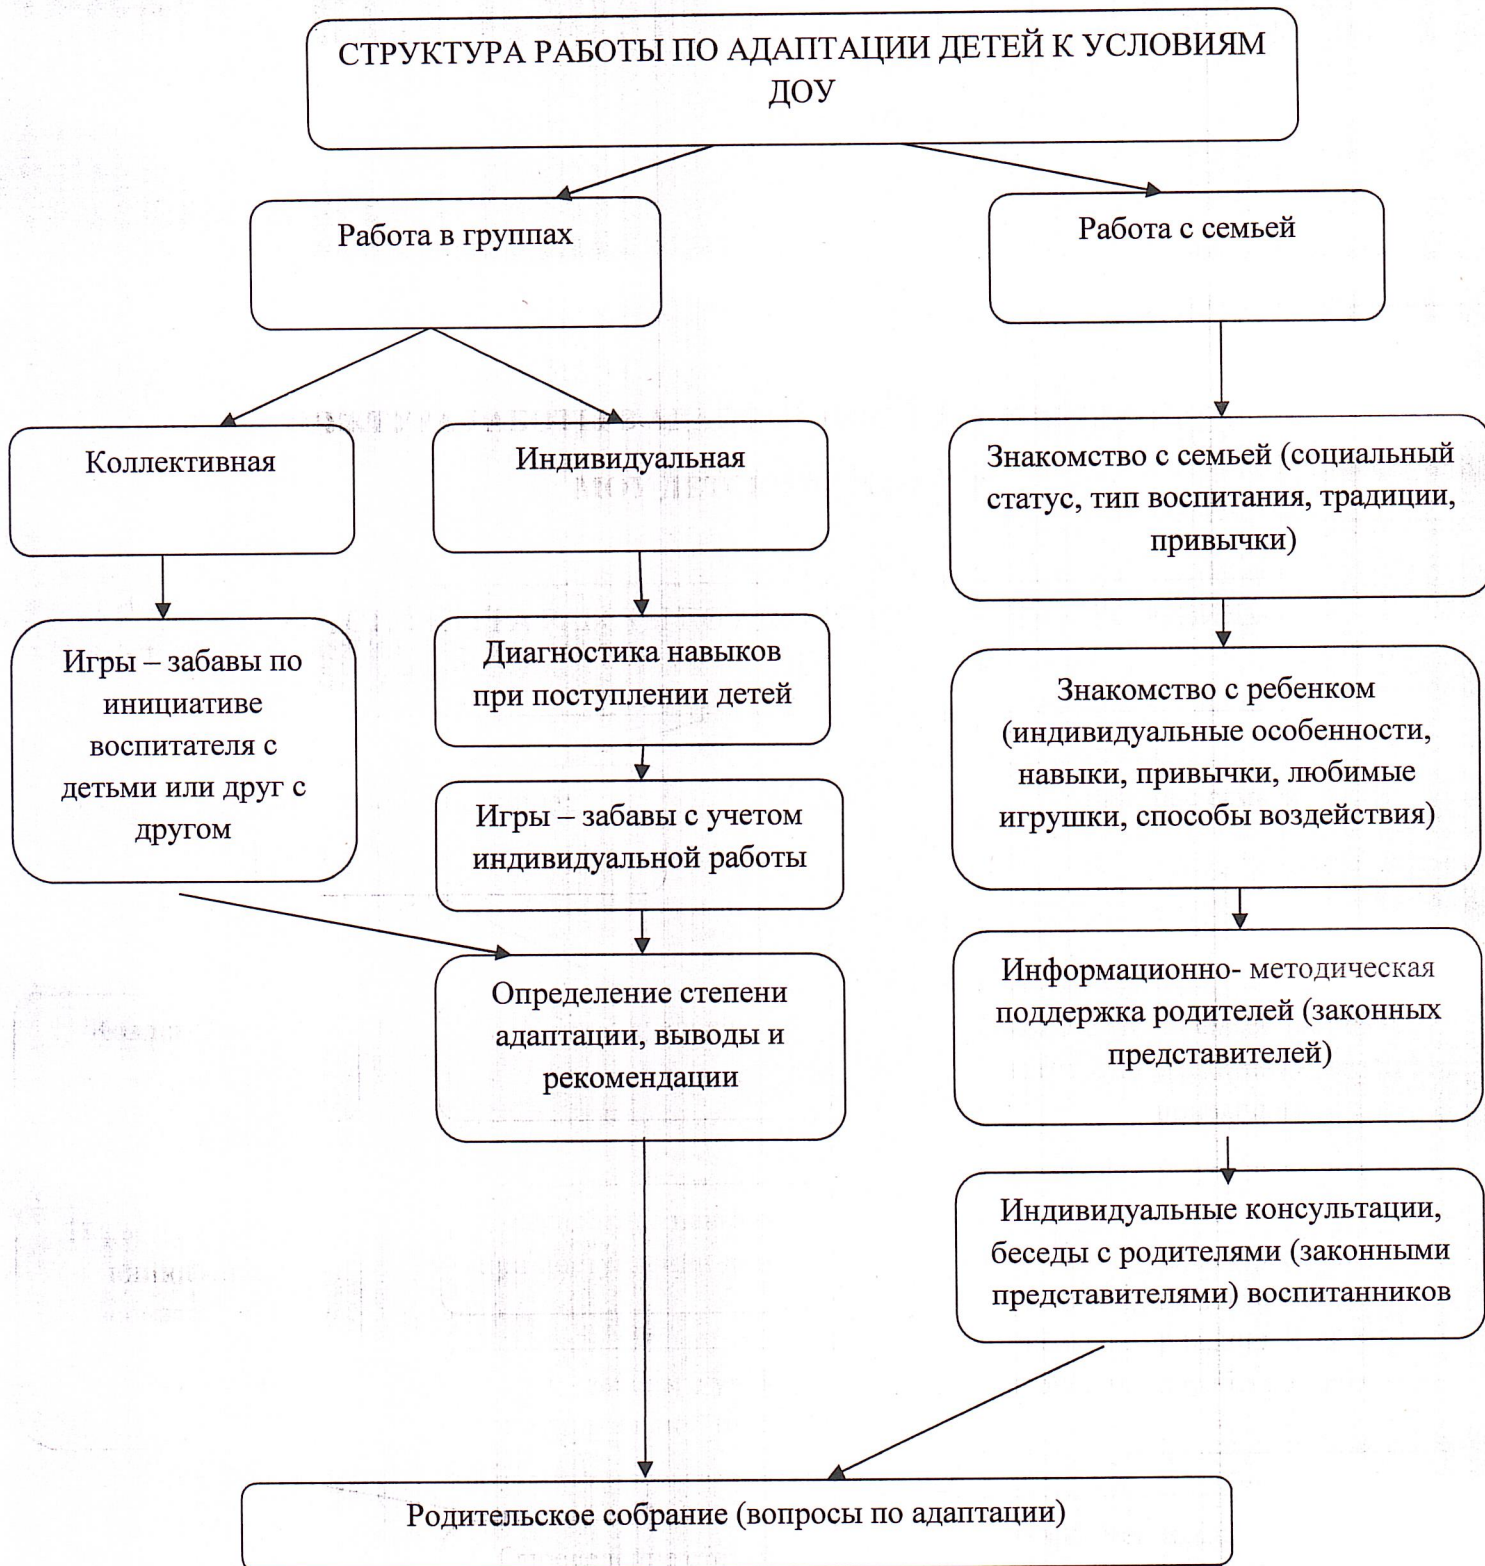 СТРУКТУРА РАБОТЫ ПО АДАПТАЦИИ ДЕТЕЙ К УСЛОВИЯМ
ДОУ
Работа в группах
Работа с семьей
Коллективная
Индивидуальная
Знакомство с семьей (социальный
статус, тип воспитания, традиции,
привычки)
Игры – забавы по
инициативе
воспитателя с
детьми или друг с
другом
Диагностика навыков
при поступлении детей
Игры – забавы с учетом
индивидуальной работы
Знакомство с ребенком
(индивидуальные особенности,
навыки, привычки, любимые
игрушки, способы воздействия)
Определение степени
адаптации, выводы и
рекомендации
Информационно- методическая
поддержка родителей (законных
представителей)
Индивидуальные консультации,
беседы с родителями (законными
представителями) воспитанников
Родительское собрание (вопросы по адаптации)